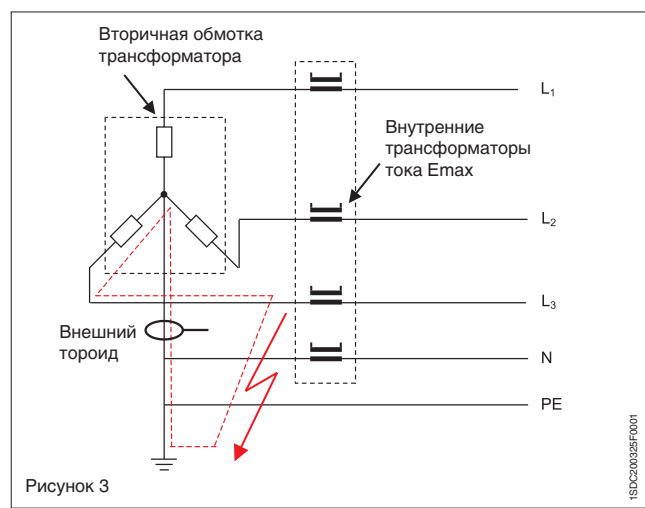 Вторичная обмотка
трансформатора
L1
Внутренние
трансформаторы
тока Emax
L2
L3
Внешний
тороид
N
PE
Рисунок 3
1SDC200325F0001